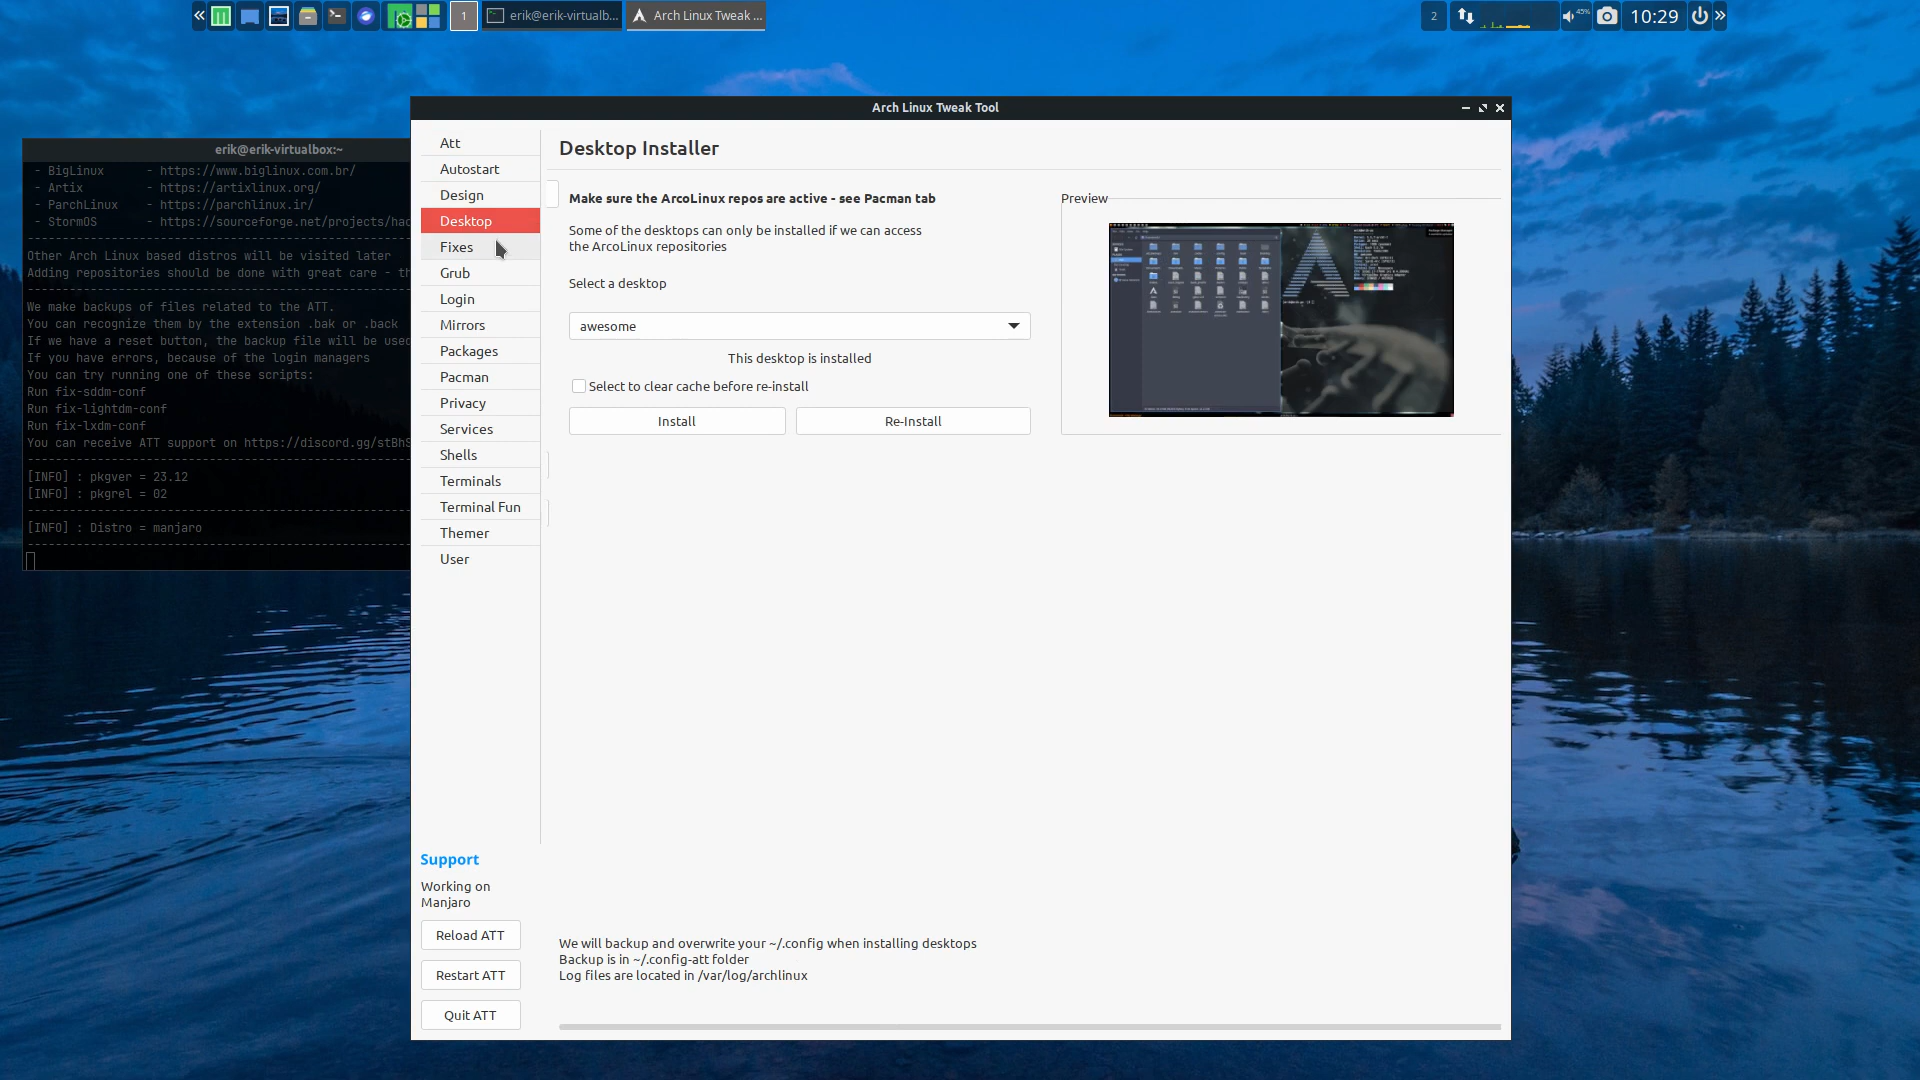 1
erik@erik-virtualb...
Arch Linux Tweak ...
2
45%
10:29
erik@erik-virtualbox:~
- BigLinux - https://www.biglinux.com.br/
- Artix - https://artixlinux.org/
- ParchLinux - https://parchlinux.ir/
- StormOS - https://sourceforge.net/projects/hac
Other Arch Linux based distros will be visited later
Adding repositories should be done with great care - th
We make backups of files related to the ATT.
You can recognize them by the extension .bak or .back
If we have a reset button, the backup file will be used
If you have errors, because of the login managers
You can try running one of these scripts:
Run fix-sddm-conf
Run fix-lightdm-conf
Run fix-lxdm-conf
You can receive ATT support on https://discord.gg/stBhS
[INFO] : pkgver = 23.12
[INFO] : pkgrel = 02
[INFO] : Distro = manjaro
Arch Linux Tweak Tool
Att
Autostart
Design
Desktop
Fixes
Grub
Login
Mirrors
Packages
Pacman
Privacy
Services
Shells
Terminals
Terminal Fun
Themer
User
Support
Working on
Manjaro
Reload ATT
Restart ATT
Quit ATT
Desktop Installer
Make sure the ArcoLinux repos are active - see Pacman tab
Some of the desktops can only be installed if we can access
the ArcoLinux repositories
Select a desktop
awesome
This desktop is installed
Select to clear cache before re-install
Install
Re-Install
Preview
We will backup and overwrite your ~/.config when installing desktops
Backup is in ~/.config-att folder
Log files are located in /var/log/archlinux